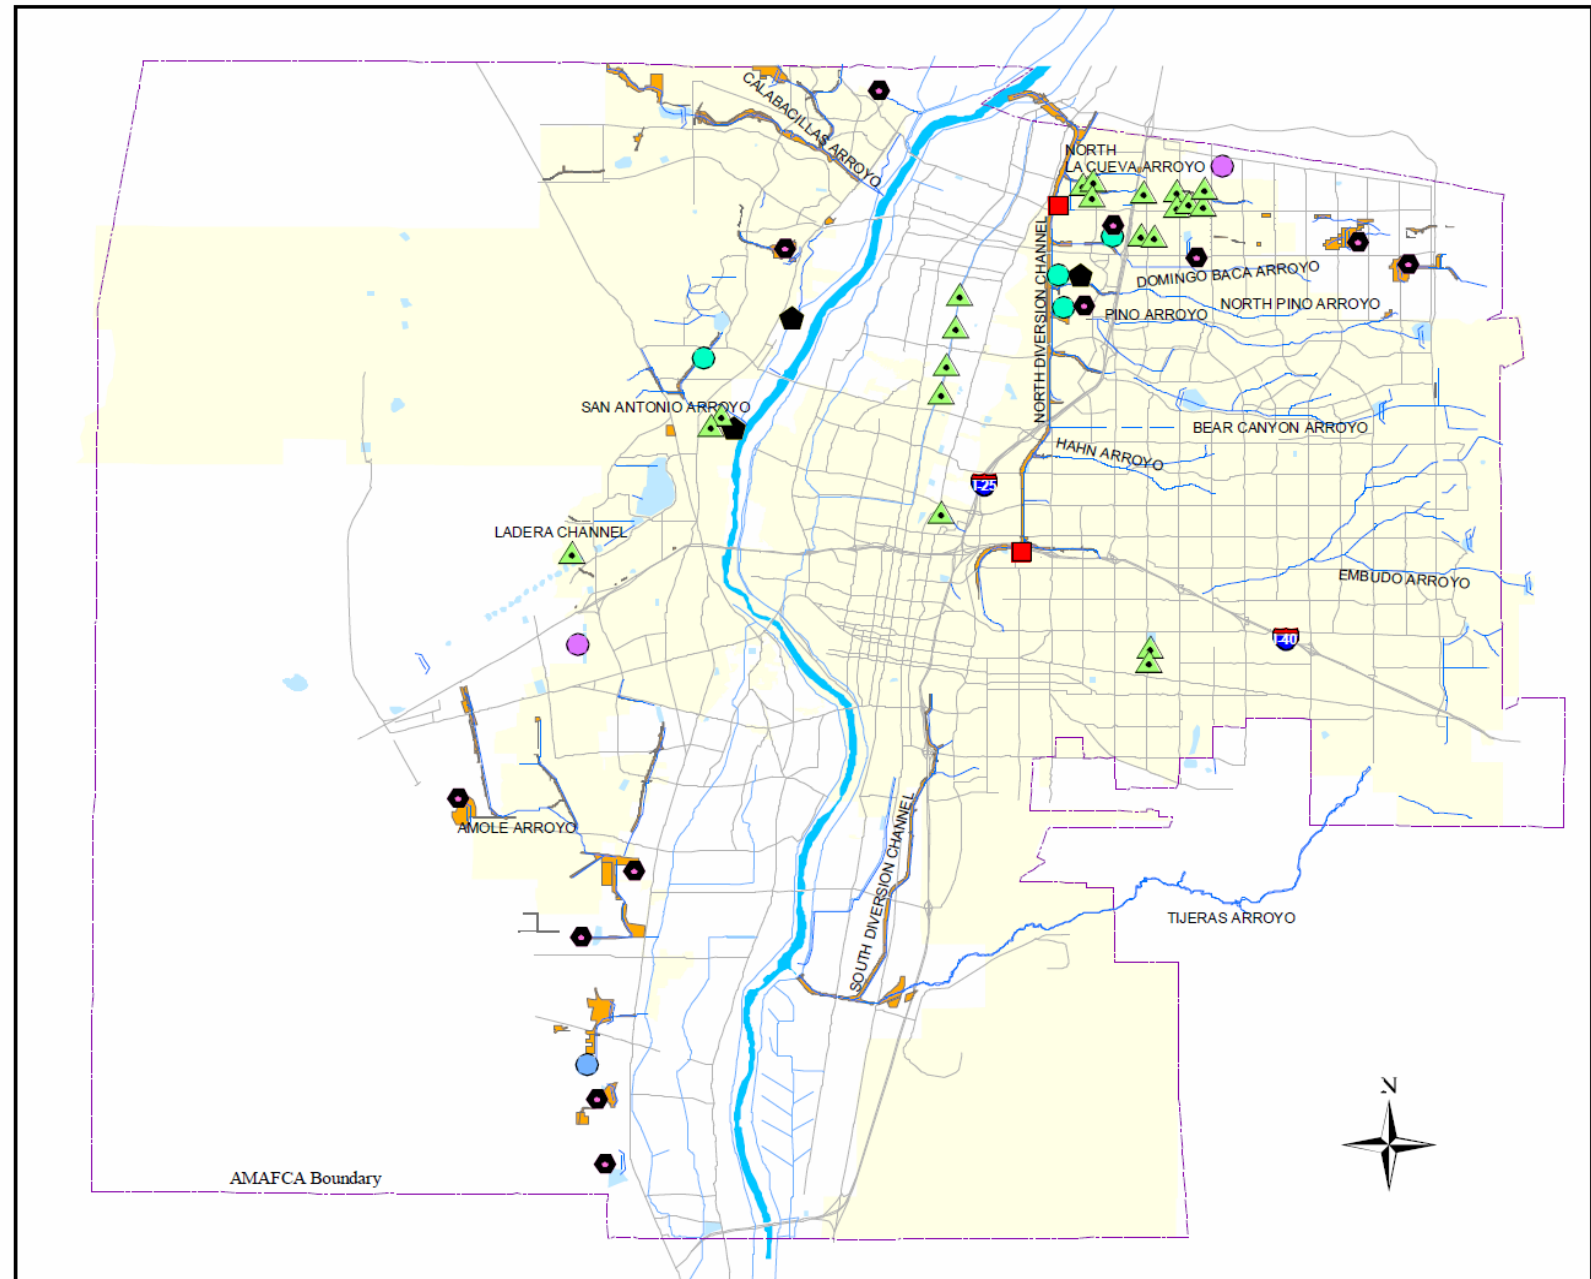 CALABACILLAS ARROYO
NORTH
LA CUEVA ARROYO
NORTH DIVERSION CHANNEL
DOMINGO BACA ARROYO
NORTH PINO ARROYO
PINO ARROYO
SAN ANTONIO ARROYO
BEAR CANYON ARROYO
HAHN ARROYO
I-25
LADERA CHANNEL
EMBUDO ARROYO
I-40
AMOLE ARROYO
SOUTH DIVERSION CHANNEL
TIJERAS ARROYO
N
AMAFCA Boundary